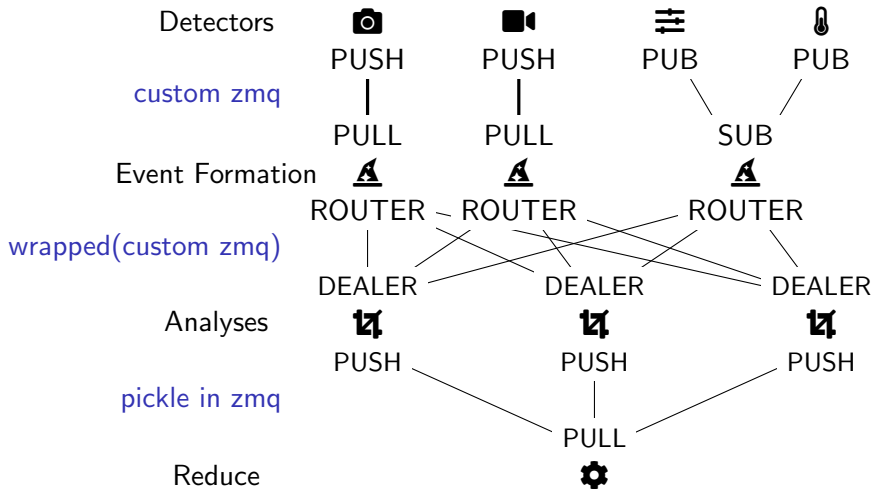 Detectors
PUSH PUSH PUB PUB
custom zmq
PULL PULL SUB
Event Formation
ROUTER ROUTER ROUTER
wrapped(custom zmq)
DEALER DEALER DEALER
Analyses
PUSH PUSH PUSH
pickle in zmq
PULL
Reduce